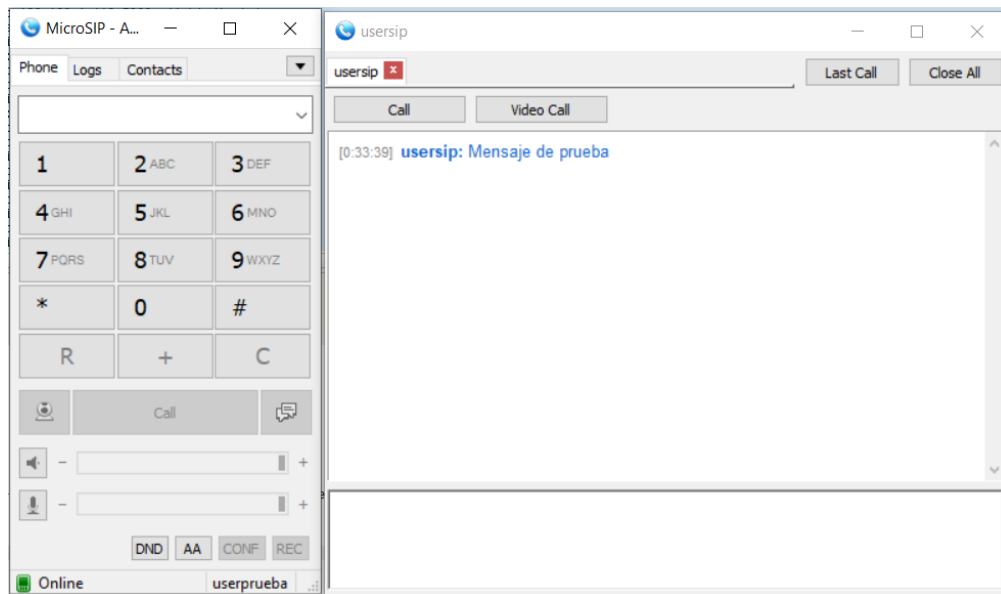 MicroSIP - A...
Phone Logs Contacts
1 2 ABC 3 DEF
4 GHI 5 JKL 6 MNO
7 PQRS 8 TUV 9 WXYZ
* 0 #
R + C
Call
- +
- +
DND AA CONF REC
Online userprueba
usersip
usersip x Last Call Close All
Call Video Call
[0:33:39] usersip: Mensaje de prueba